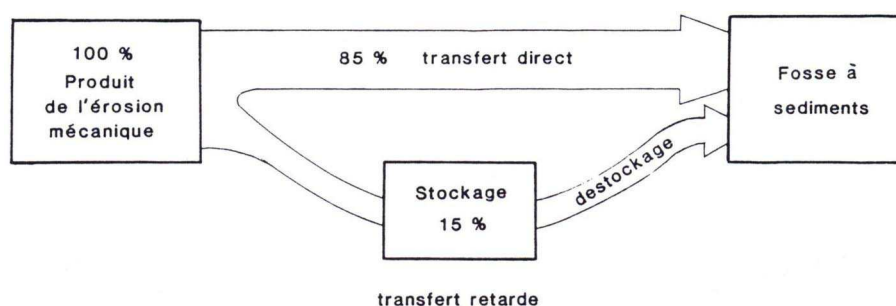 100 %
Produit
de l'érosion
mécanique
85 % transfert direct
Fosse à
sediments
Stockage
15 %
destockage
transfert retarde